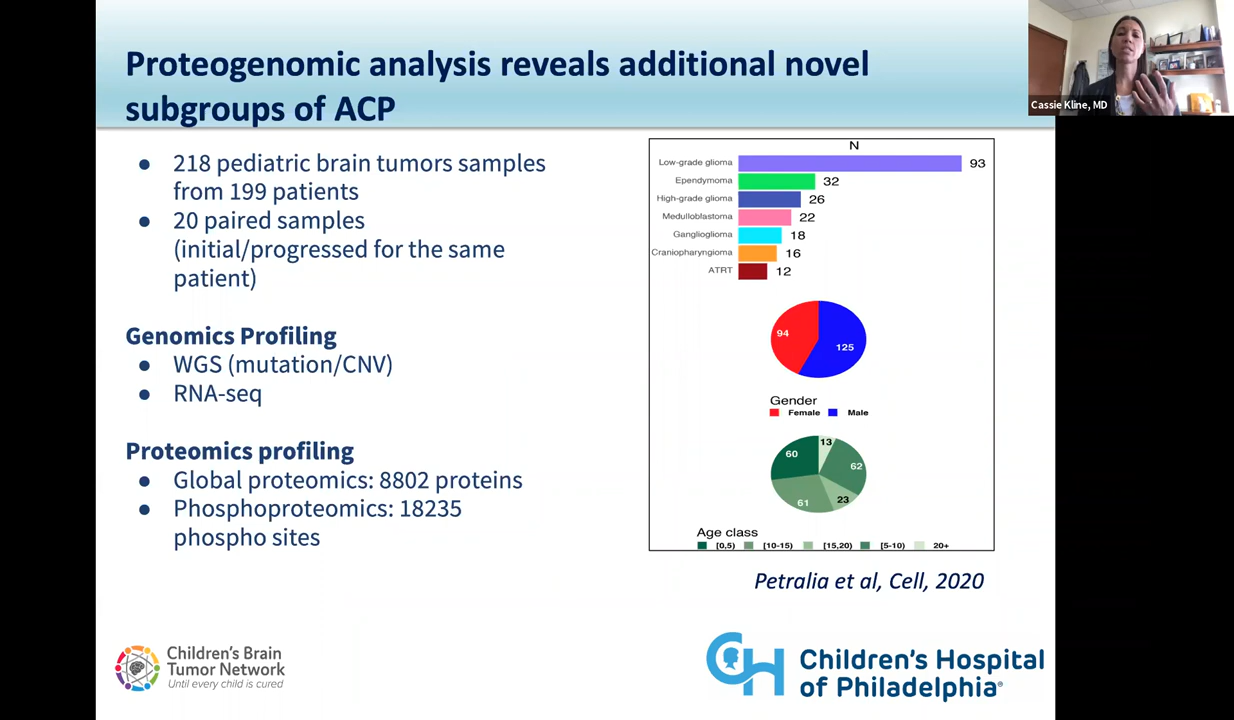 Proteogenomic analysis reveals additional novel
subgroups of ACP
Cassie Kline, MD
● 218 pediatric brain tumors samples
from 199 patients
● 20 paired samples
(initial/progressed for the same
patient)
Genomics Profiling
● WGS (mutation/CNV)
● RNA-seq
Proteomics profiling
● Global proteomics: 8802 proteins
● Phosphoproteomics: 18235
phospho sites
N
Low-grade glioma 93
Ependymoma 32
High-grade glioma 26
Medulloblastoma 22
Ganglioglioma 18
Craniopharyngioma 16
ATRT 12
94
125
Gender
Female Male
13
60
62
61
23
Age class
[0,5) [10-15) [15,20) [5-10) 20+
Petralia et al, Cell, 2020
Children's Brain
Tumor Network
Until every child is cured
CH
Children's Hospital
of Philadelphia®